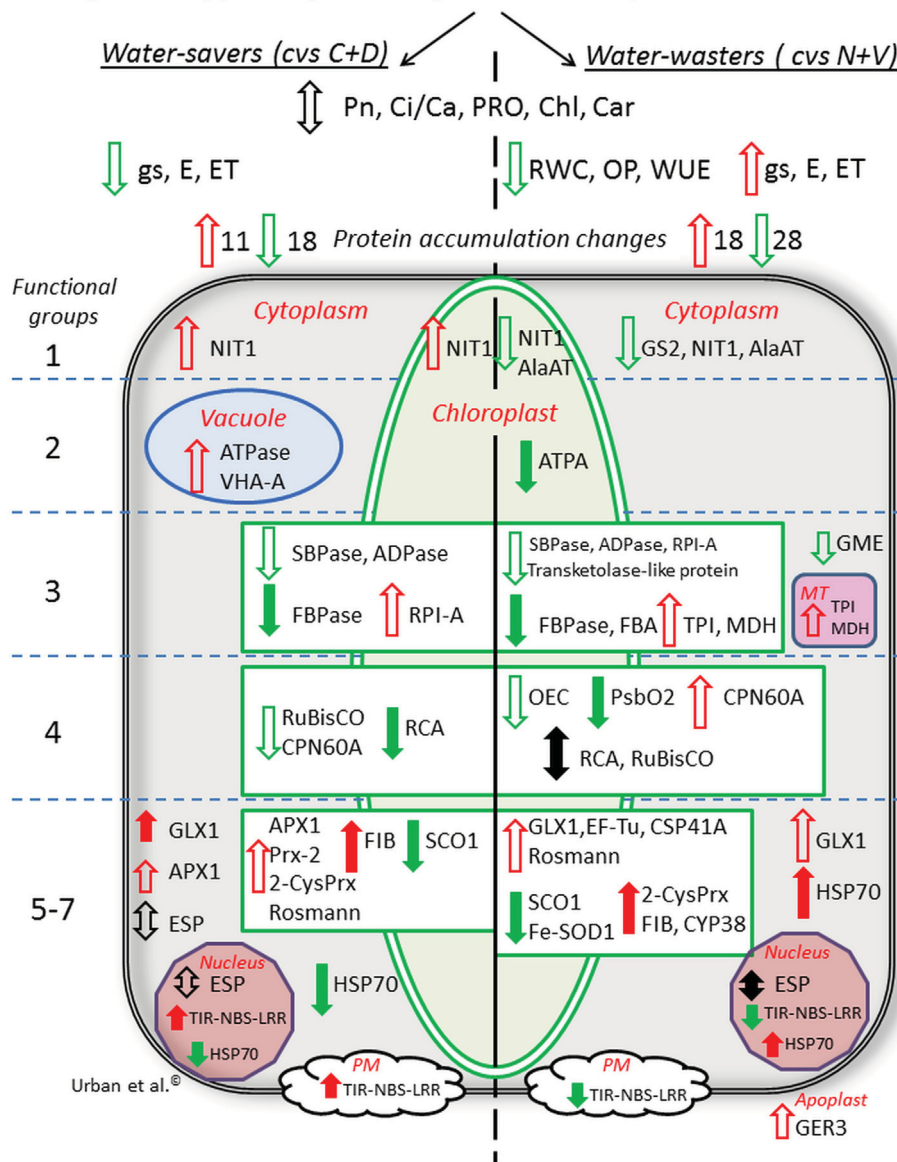 Water-savers (cvs C+D)
Water-wasters ( cvs N+V)
Pn, Ci/Ca, PRO, Chl, Car
gs, E, ET
RWC, OP, WUE
gs, E, ET
11
18
Protein accumulation changes
18
28
Functional
groups
Cytoplasm
Cytoplasm
1
NIT1
NIT1
NIT1
AlaAT
GS2, NIT1, AlaAT
2
Vacuole
ATPase
VHA-A
Chloroplast
ATPA
3
SBPase, ADPase
FBPase
RPI-A
SBPase, ADPase, RPI-A
Transketolase-like protein
FBPase, FBA
TPI, MDH
GME
MT
TPI
MDH
4
RuBisCO
CPN60A
RCA
OEC
PsbO2
CPN60A
RCA, RuBisCO
5-7
GLX1
APX1
ESP
APX1
Prx-2
2-CysPrx
Rosmann
FIB
SCO1
GLX1,EF-Tu, CSP41A
Rosmann
SCO1
Fe-SOD1
2-CysPrx
FIB, CYP38
GLX1
HSP70
Nucleus
ESP
TIR-NBS-LRR
HSP70
HSP70
Nucleus
ESP
TIR-NBS-LRR
HSP70
Urban et al.©
PM
TIR-NBS-LRR
PM
TIR-NBS-LRR
Apoplast
GER3